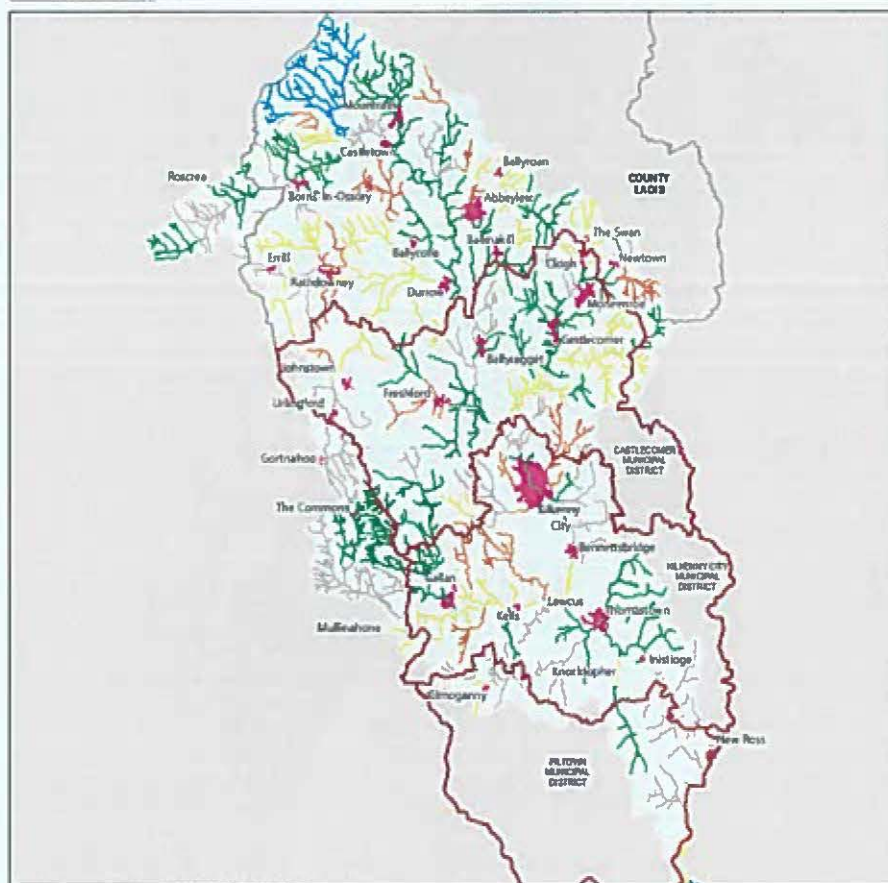 Mountrath
Castletown
Roscrea
Ballyroan
COUNTY
LAOIS
Borris-in-Ossory
Abbeyleix
The Swan
Ballycolla
Ballinakill
Newtown
Errill
Clogh
Rathdowney
Durrow
Moneenroe
Castlecomer
Johnstown
Ballyragget
Urlingford
Freshford
Gortnahoo
CASTLECOMER
MUNICIPAL
DISTRICT
The Commons
Kilkenny
City
Bennettsbridge
KILKENNY CITY
MUNICIPAL
DISTRICT
Callan
Kells
Thomastown
Mullinahone
Inistioge
Knocktopher
Kilmoganny
New Ross
PILTOWN
MUNICIPAL
DISTRICT